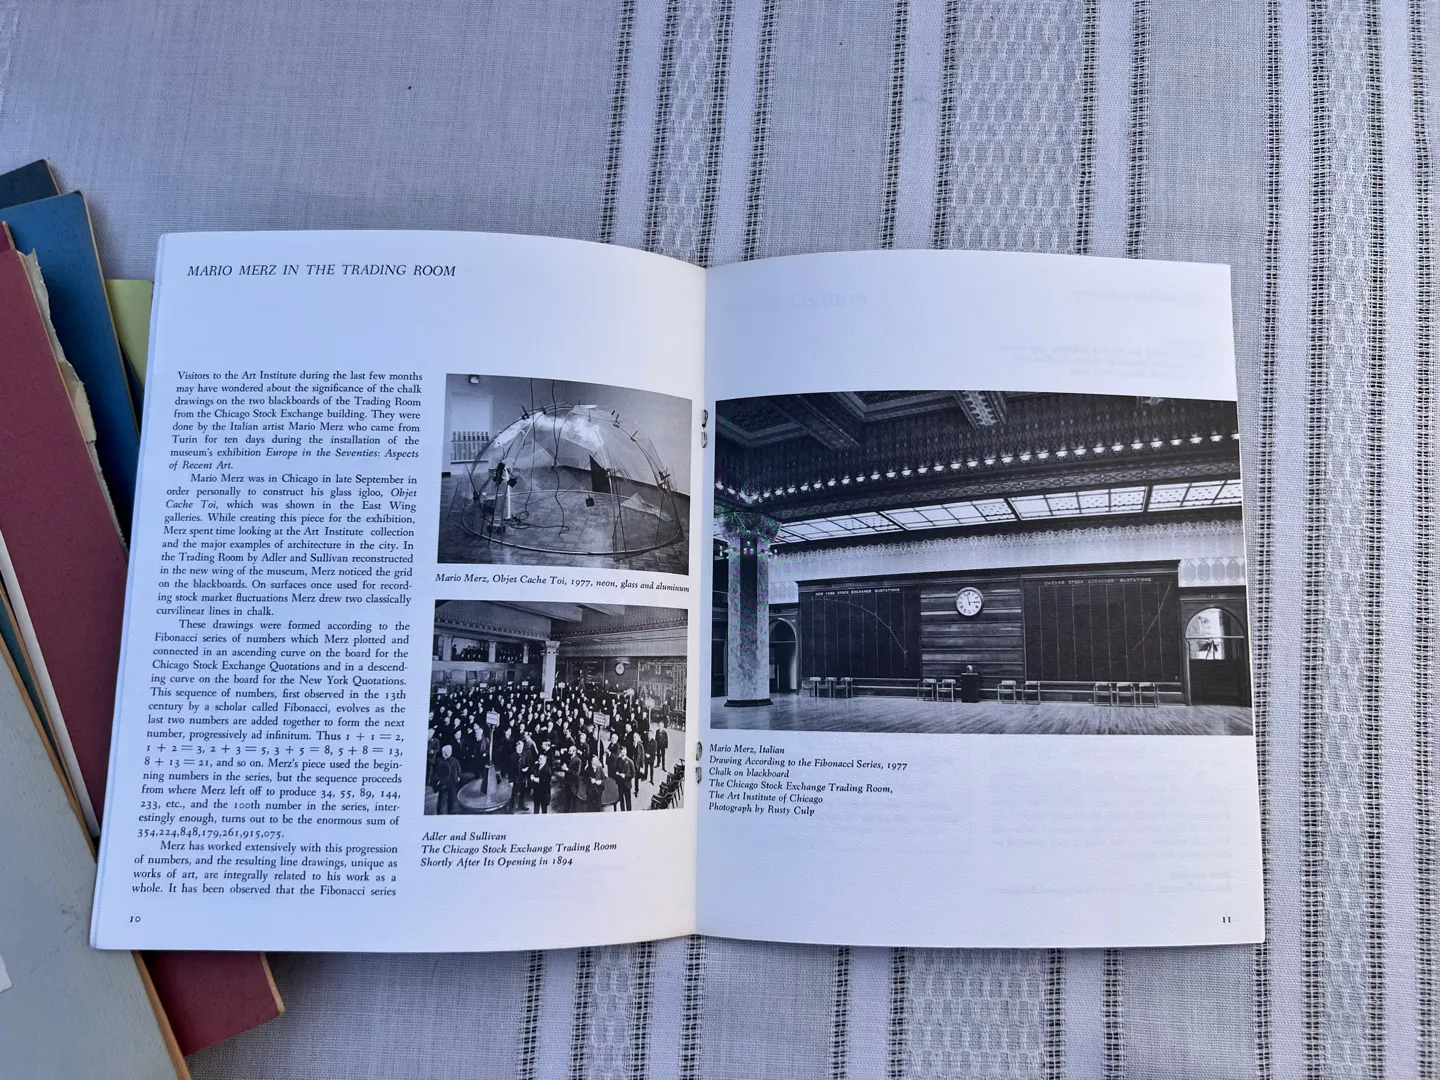 MARIO MERZ IN THE TRADING ROOM
Visitors to the Art Institute during the last few months
may have wondered about the significance of the chalk
drawings on the two blackboards of the Trading Room
from the Chicago Stock Exchange building. They were
done by the Italian artist Mario Merz who came from
Turin for ten days during the installation of the
museum's exhibition Europe in the Seventies: Aspects
of Recent Art.
Mario Merz was in Chicago in late September in
order personally to construct his glass igloo, Objet
Cache Toi, which was shown in the East Wing
galleries. While creating this piece for the exhibition,
Merz spent time looking at the Art Institute collection
and the major examples of architecture in the city. In
the Trading Room by Adler and Sullivan reconstructed
in the new wing of the museum, Merz noticed the grid
on the blackboards. On surfaces once used for record-
ing stock market fluctuations Merz drew two classically
curvilinear lines in chalk.
These drawings were formed according to the
Fibonacci series of numbers which Merz plotted and
connected in an ascending curve on the board for the
Chicago Stock Exchange Quotations and in a descend-
ing curve on the board for the New York Quotations.
This sequence of numbers, first observed in the 13th
century by a scholar called Fibonacci, evolves as the
last two numbers are added together to form the next
number, progressively ad infinitum. Thus 1 + 1 = 2,
1 + 2 = 3, 2 + 3 = 5, 3 + 5 = 8, 5 + 8 = 13,
8 + 13 = 21, and so on. Merz's piece used the begin-
ning numbers in the series, but the sequence proceeds
from where Merz left off to produce 34, 55, 89, 144,
233, etc., and the 100th number in the series, inter-
estingly enough, turns out to be the enormous sum of
354,224,848,179,261,915,075.
Merz has worked extensively with this progression
of numbers, and the resulting line drawings, unique as
works of art, are integrally related to his work as a
whole. It has been observed that the Fibonacci series
10
Mario Merz, Objet Cache Toi, 1977, neon, glass and aluminum
Adler and Sullivan
The Chicago Stock Exchange Trading Room
Shortly After Its Opening in 1894
NEW YORK STOCK EXCHANGE QUOTATIONS
CHICAGO STOCK EXCHANGE QUOTATIONS
Mario Merz, Italian
Drawing According to the Fibonacci Series, 1977
Chalk on blackboard
The Chicago Stock Exchange Trading Room,
The Art Institute of Chicago
Photograph by Rusty Culp
11